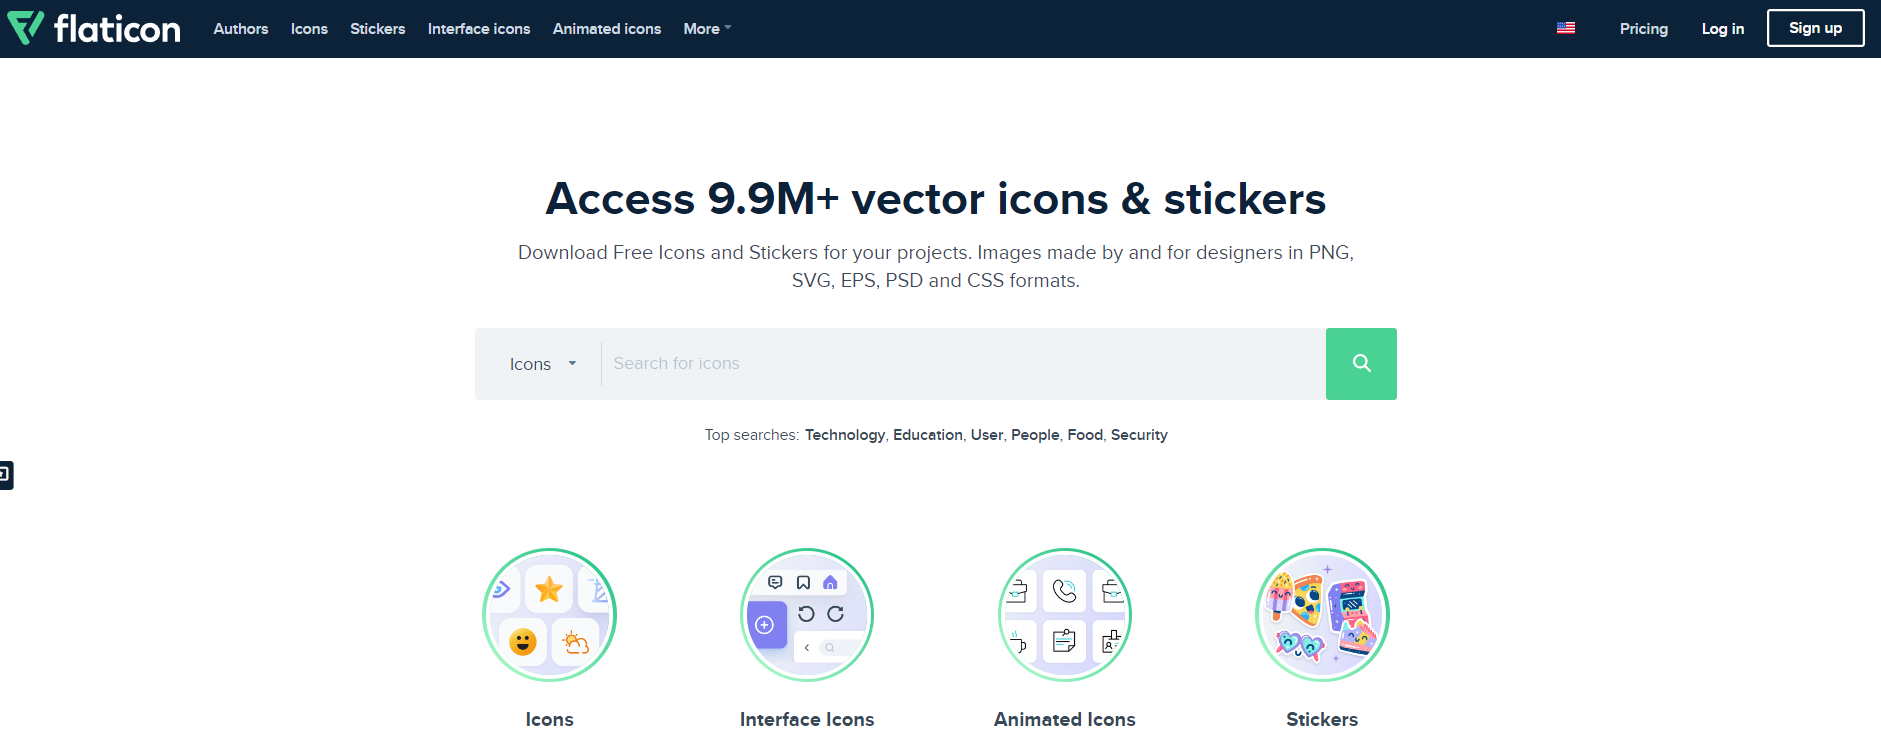 flaticon Authors Icons Stickers Interface icons Animated icons More Pricing Log in Sign up
Access 9.9M+ vector icons & stickers
Download Free Icons and Stickers for your projects. Images made by and for designers in PNG,
SVG, EPS, PSD and CSS formats.
Icons Search for icons
Top searches: Technology, Education, User, People, Food, Security
Icons Interface Icons Animated Icons Stickers